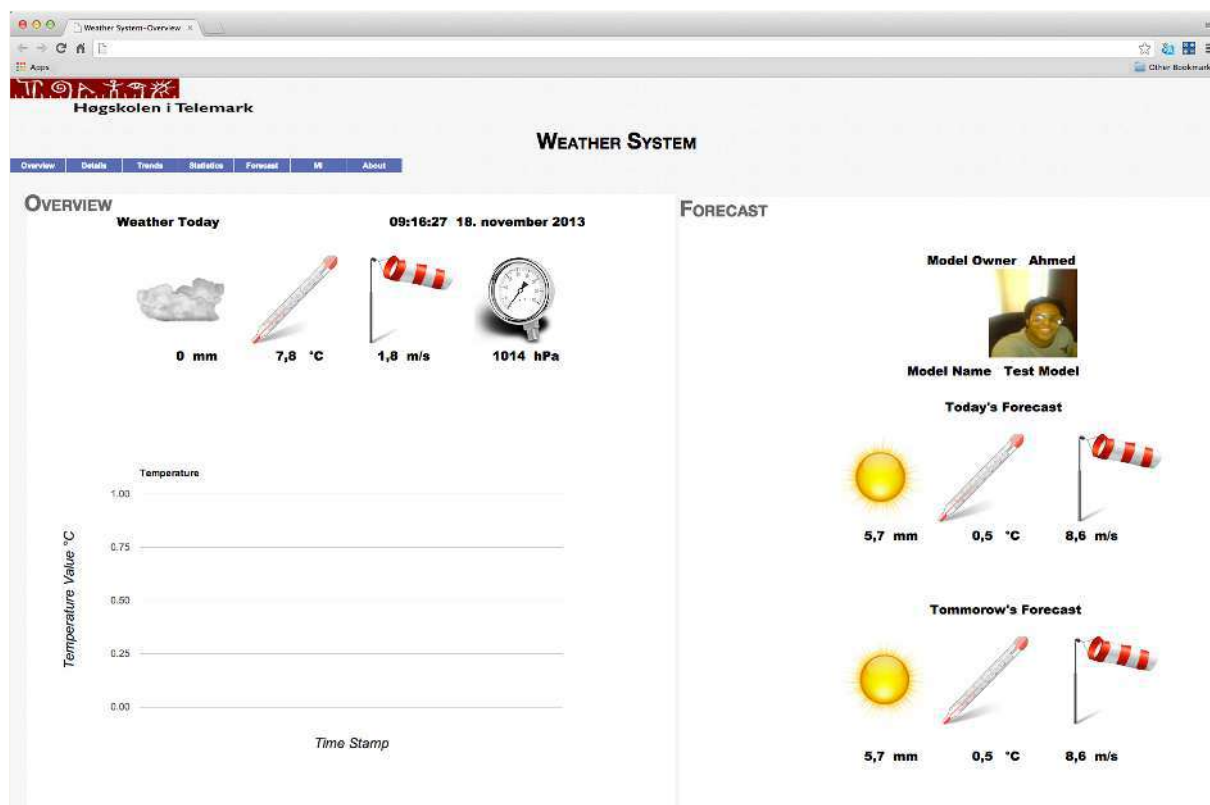 Weather System-Overview
Apps
Other Bookmark
Høgskolen i Telemark
WEATHER SYSTEM
Overview Details Trends Statistics Forecast MI About
OVERVIEW
Weather Today 09:16:27 18. november 2013
0 mm 7,8 °C 1,8 m/s 1014 hPa
Temperature
1.00
0.75
0.50
0.25
0.00
Temperature Value °C
Time Stamp
FORECAST
Model Owner Ahmed
Model Name Test Model
Today's Forecast
5,7 mm 0,5 °C 8,6 m/s
Tommorow's Forecast
5,7 mm 0,5 °C 8,6 m/s